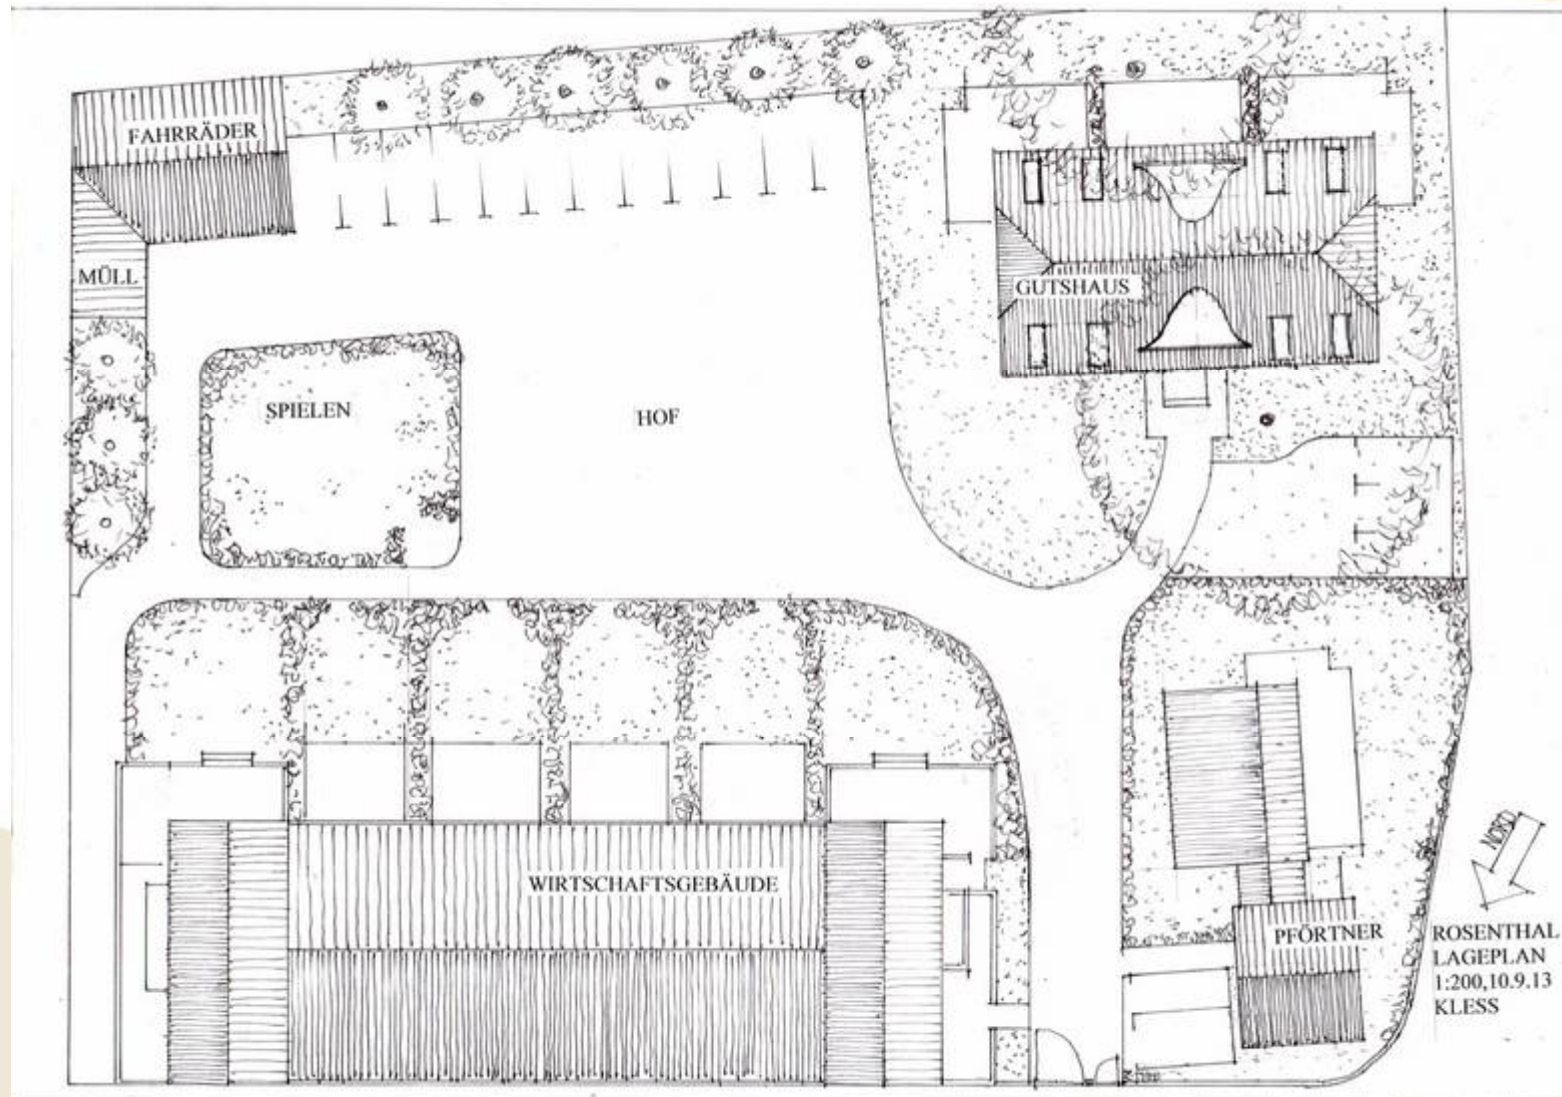 FAHRRÄDER
MÜLL
GUTSHAUS
SPIELEN
HOF
WIRTSCHAFTSGEBÄUDE
PFÖRTNER
NORD
ROSENTHAL
LAGEPLAN
1:200,10.9.13
KLESS